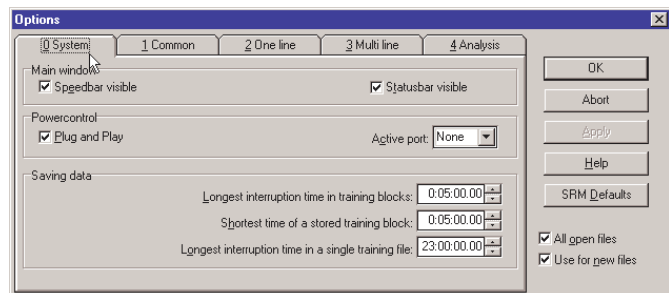 Options
0 System
1 Common
2 One line
3 Multi line
4 Analysis
Main window
Speedbar visible
Statusbar visible
Powercontrol
Plug and Play
Active port: None
Saving data
Longest interruption time in training blocks: 0:05:00.00
Shortest time of a stored training block: 0:05:00.00
Longest interruption time in a single training file: 23:00:00.00
OK
Abort
Apply
Help
SRM Defaults
All open files
Use for new files